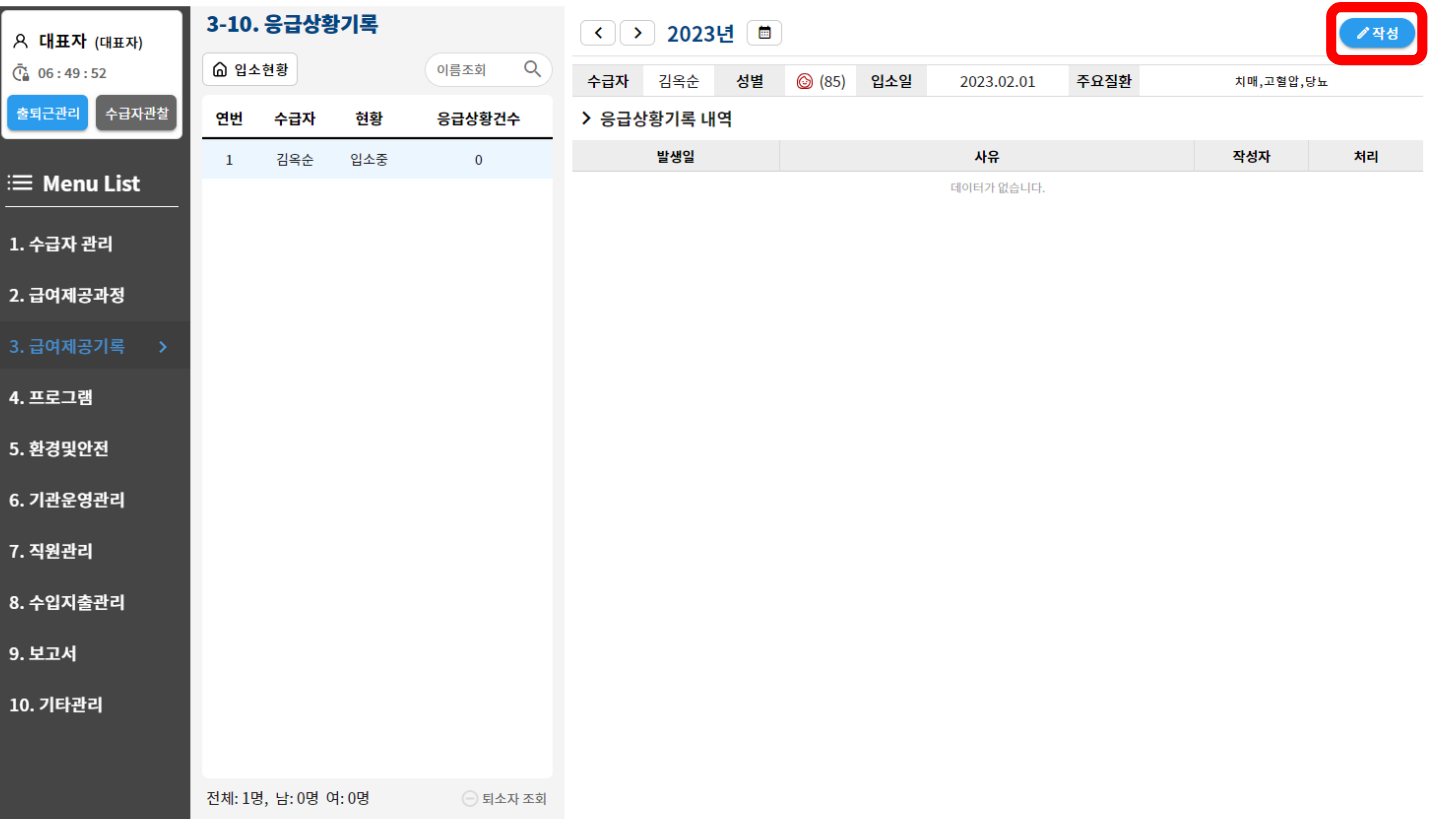 대표자 (대표자)
06 : 49 : 52
출퇴근관리 수급자관찰
Menu List
1. 수급자 관리
2. 급여제공과정
3. 급여제공기록
4. 프로그램
5. 환경및안전
6. 기관운영관리
7. 직원관리
8. 수입지출관리
9. 보고서
10. 기타관리
3-10. 응급상황기록
입소현황 이름조회
연번 수급자 현황 응급상황건수
1 김옥순 입소중 0
전체: 1명, 남: 0명 여: 0명 퇴소자 조회
2023년 작성
수급자 김옥순 성별 (85) 입소일 2023.02.01 주요질환 치매,고혈압,당뇨
응급상황기록 내역
발생일 사유 작성자 처리
데이터가 없습니다.